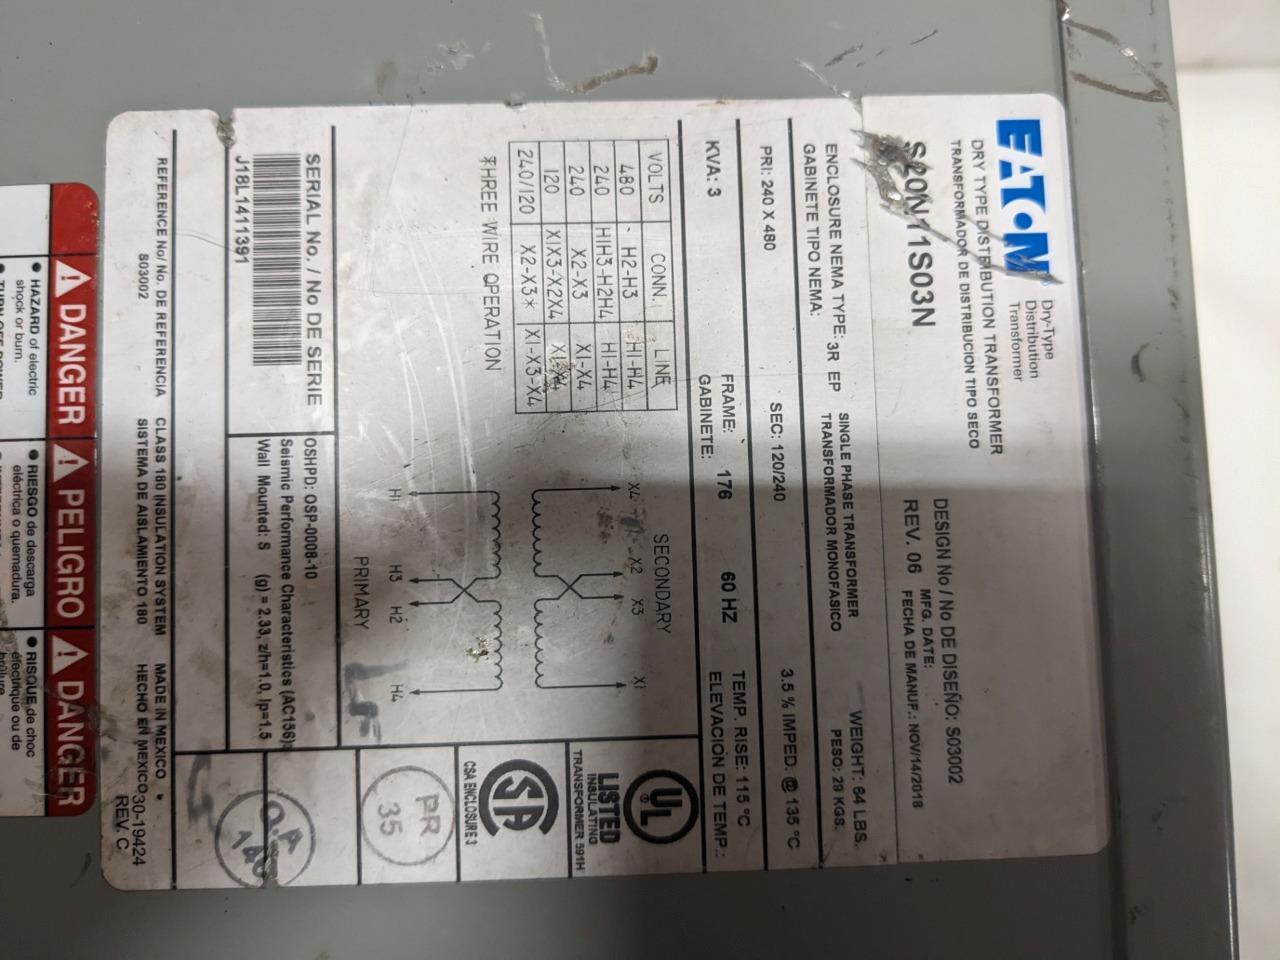 EATON
Dry-Type
Distribution
Transformer
DRY TYPE DISTRIBUTION TRANSFORMER
TRANSFORMADOR DE DISTRIBUCION TIPO SECO
S20N11S03N
DESIGN No / No DE DISEÑO: S03002
REV. 06
MFG. DATE:
FECHA DE MANUF.: NOV/14/2018
ENCLOSURE NEMA TYPE: 3R EP
GABINETE TIPO NEMA:
SINGLE PHASE TRANSFORMER
TRANSFORMADOR MONOFASICO
WEIGHT: 64 LBS.
PESO: 29 KGS.
PRI: 240 X 480
SEC: 120/240
3.5 % IMPED. @ 135 °C
KVA: 3
FRAME: 176
GABINETE:
60 HZ
TEMP. RISE: 115 °C
ELEVACION DE TEMP.:
VOLTS CONN. LINE
480 H2-H3 H1-H4
240 H1H3-H2H4 H1-H4
240 X2-X3 X1-X4
120 X1X3-X2X4 X1-X4
240/120 X2-X3* X1-X3-X4
*THREE WIRE OPERATION
SECONDARY
X4 X2 X3 X1
H1 H3 H2 H4
PRIMARY
UL
®
LISTED
INSULATING
TRANSFORMER 591H
SA
CSA ENCLOSURE 3
PR
35
Q.A
140
SERIAL No. / No DE SERIE
J18L1411391
OSHPD: OSP-0008-10
Seismic Performance Characteristics (AC156):
Wall Mounted: S (g) = 2.33, z/h=1.0, Ip=1.5
REFERENCE No/ No. DE REFERENCIA
S03002
CLASS 180 INSULATION SYSTEM
SISTEMA DE AISLAMIENTO 180
MADE IN MEXICO
HECHO EN MEXICO
30-19424
REV. C
DANGER
HAZARD of electric
shock or burn.
TURN OFF POWER
PELIGRO
RIESGO de descarga
eléctrica o quemadura.
DANGER
RISQUE de choc
électrique ou de
brûlure